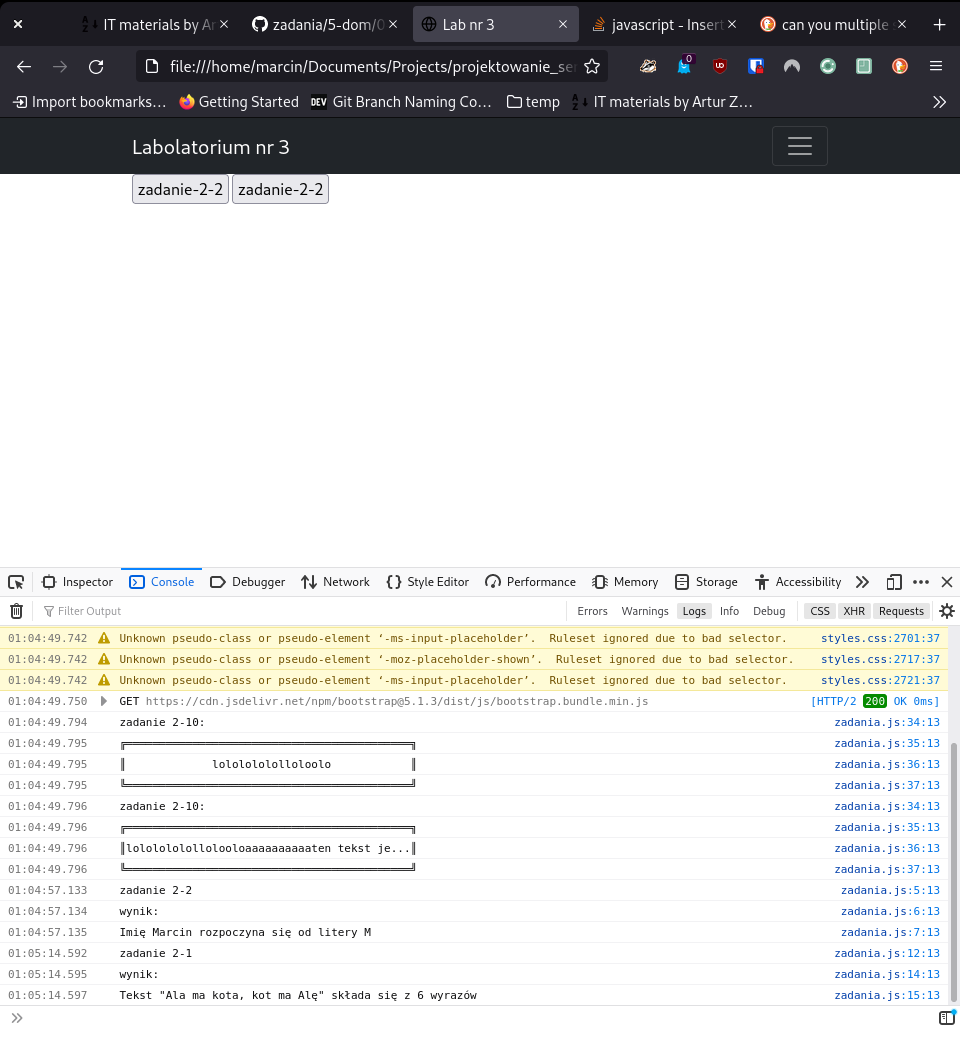 IT materials by Ar
zadania/5-dom/0
Lab nr 3
javascript - Insert
can you multiple
file:///home/marcin/Documents/Projects/projektowanie_se
0
Import bookmarks…
Getting Started
DEV Git Branch Naming Co…
temp
IT materials by Artur Z…
Labolatorium nr 3
zadanie-2-2 zadanie-2-2
Inspector Console Debugger Network Style Editor Performance Memory Storage Accessibility
Filter Output Errors Warnings Logs Info Debug CSS XHR Requests
01:04:49.742 Unknown pseudo-class or pseudo-element ‘-ms-input-placeholder’. Ruleset ignored due to bad selector. styles.css:2701:37
01:04:49.742 Unknown pseudo-class or pseudo-element ‘-moz-placeholder-shown’. Ruleset ignored due to bad selector. styles.css:2717:37
01:04:49.742 Unknown pseudo-class or pseudo-element ‘-ms-input-placeholder’. Ruleset ignored due to bad selector. styles.css:2721:37
01:04:49.750 GET https://cdn.jsdelivr.net/npm/bootstrap@5.1.3/dist/js/bootstrap.bundle.min.js [HTTP/2 200 OK 0ms]
01:04:49.794 zadanie 2-10: zadania.js:34:13
01:04:49.795 ╔═══════════════════════════════════════════╗ zadania.js:35:13
01:04:49.795 ║ lolololololloloolo ║ zadania.js:36:13
01:04:49.795 ╚═══════════════════════════════════════════╝ zadania.js:37:13
01:04:49.796 zadanie 2-10: zadania.js:34:13
01:04:49.796 ╔═══════════════════════════════════════════╗ zadania.js:35:13
01:04:49.796 ║lolololololloloolo​aaaaaaaaaaten tekst je...║ zadania.js:36:13
01:04:49.796 ╚═══════════════════════════════════════════╝ zadania.js:37:13
01:04:57.133 zadanie 2-2 zadania.js:5:13
01:04:57.134 wynik: zadania.js:6:13
01:04:57.135 Imię Marcin rozpoczyna się od litery M zadania.js:7:13
01:05:14.592 zadanie 2-1 zadania.js:12:13
01:05:14.595 wynik: zadania.js:14:13
01:05:14.597 Tekst "Ala ma kota, kot ma Alę" składa się z 6 wyrazów zadania.js:15:13